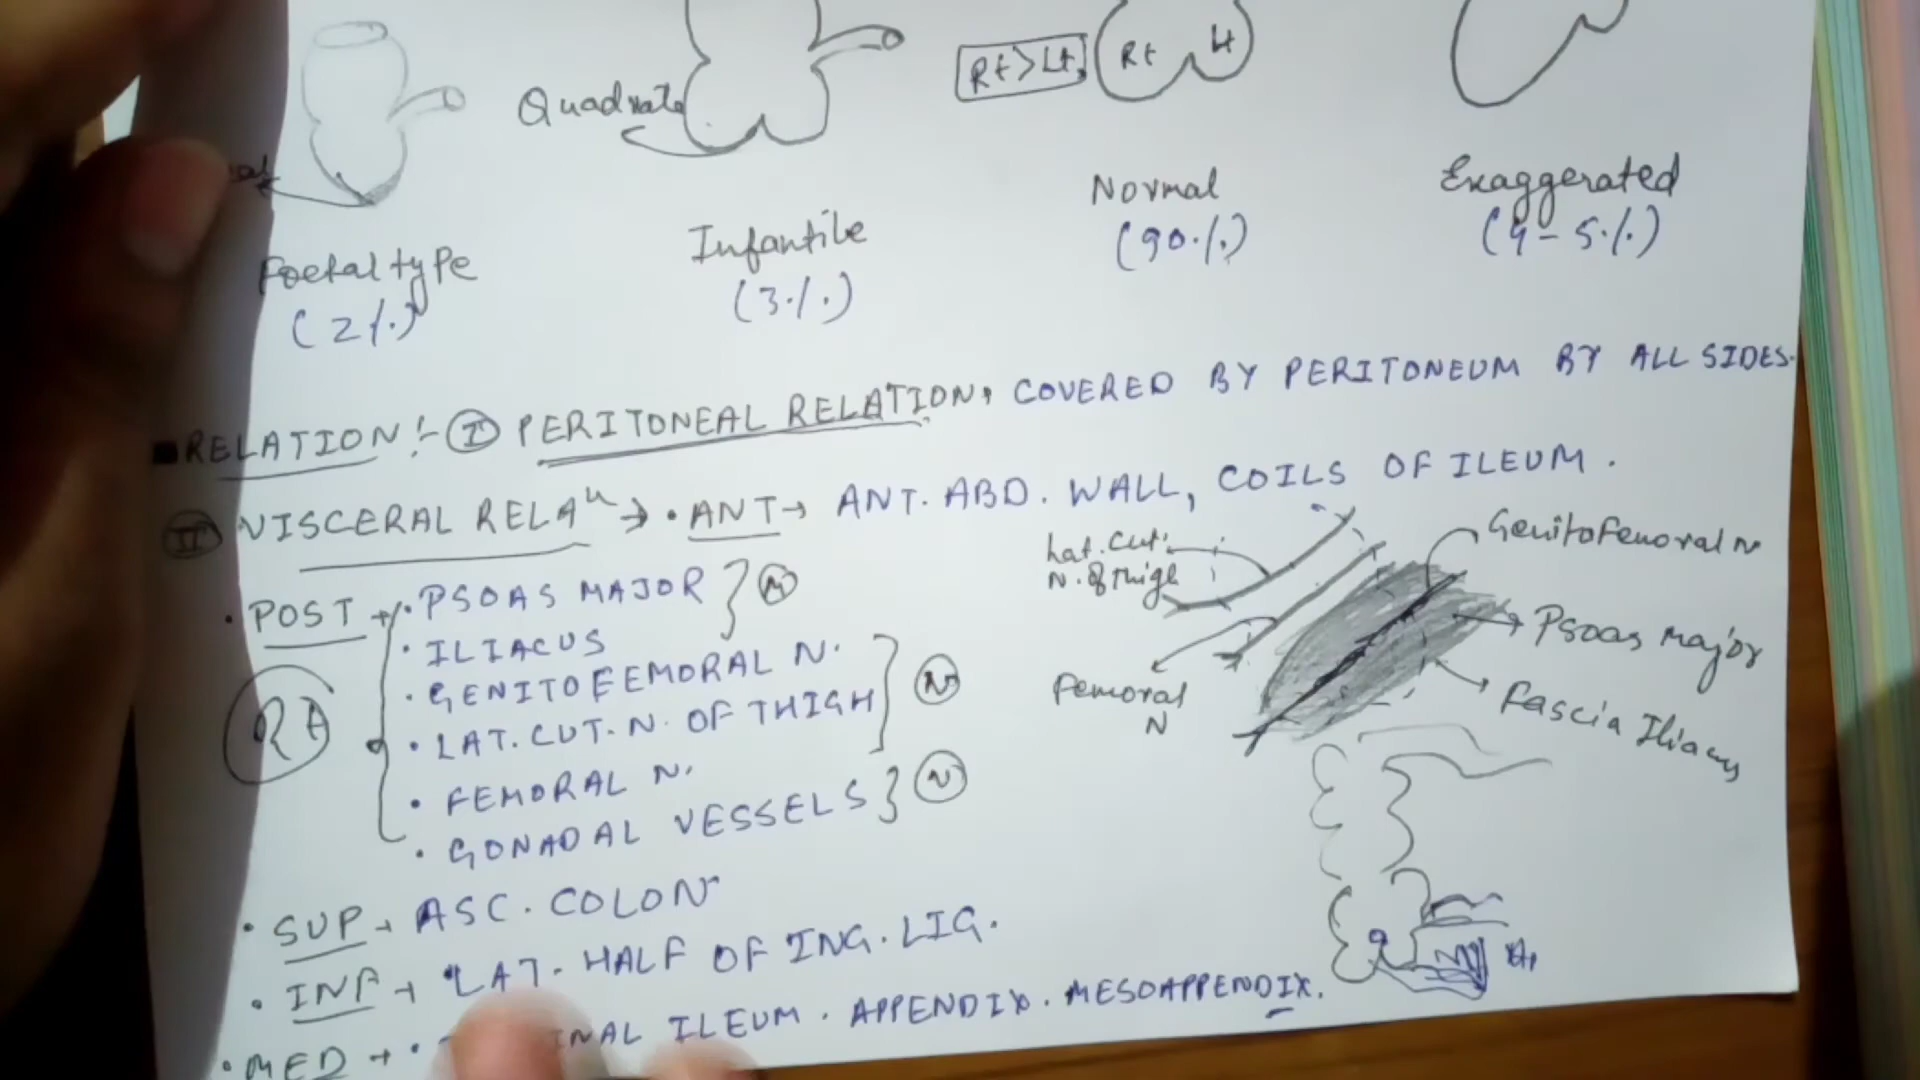 Quadrate
Rt>Lt
Rt
Lt
Foetal type
(2%)
Infantile
(3%)
Normal
(90%)
Exaggerated
(4-5%)
RELATION:- I PERITONEAL RELATION, COVERED BY PERITONEUM BY ALL SIDES.
II VISCERAL RELAn → • ANT → ANT. ABD. WALL, COILS OF ILEUM.
• POST → • PSOAS MAJOR
• ILIACUS
M
• GENITOFEMORAL N.
• LAT. CUT. N. OF THIGH
N
• FEMORAL N.
• GONADAL VESSELS
V
Lat. Cut.
N. of Thigh
Femoral
N
Genitofemoral N
Psoas Major
Fascia Iliacus
• SUP → ASC. COLON
• INF → LAT. HALF OF ING. LIG.
• MED → • ILEUM. APPENDIX. MESOAPPENDIX.